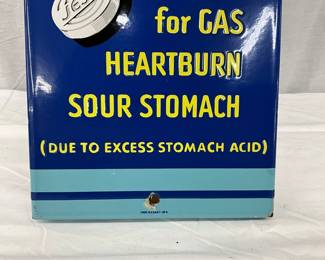 for GAS
HEARTBURN
SOUR STOMACH
(DUE TO EXCESS STOMACH ACID)